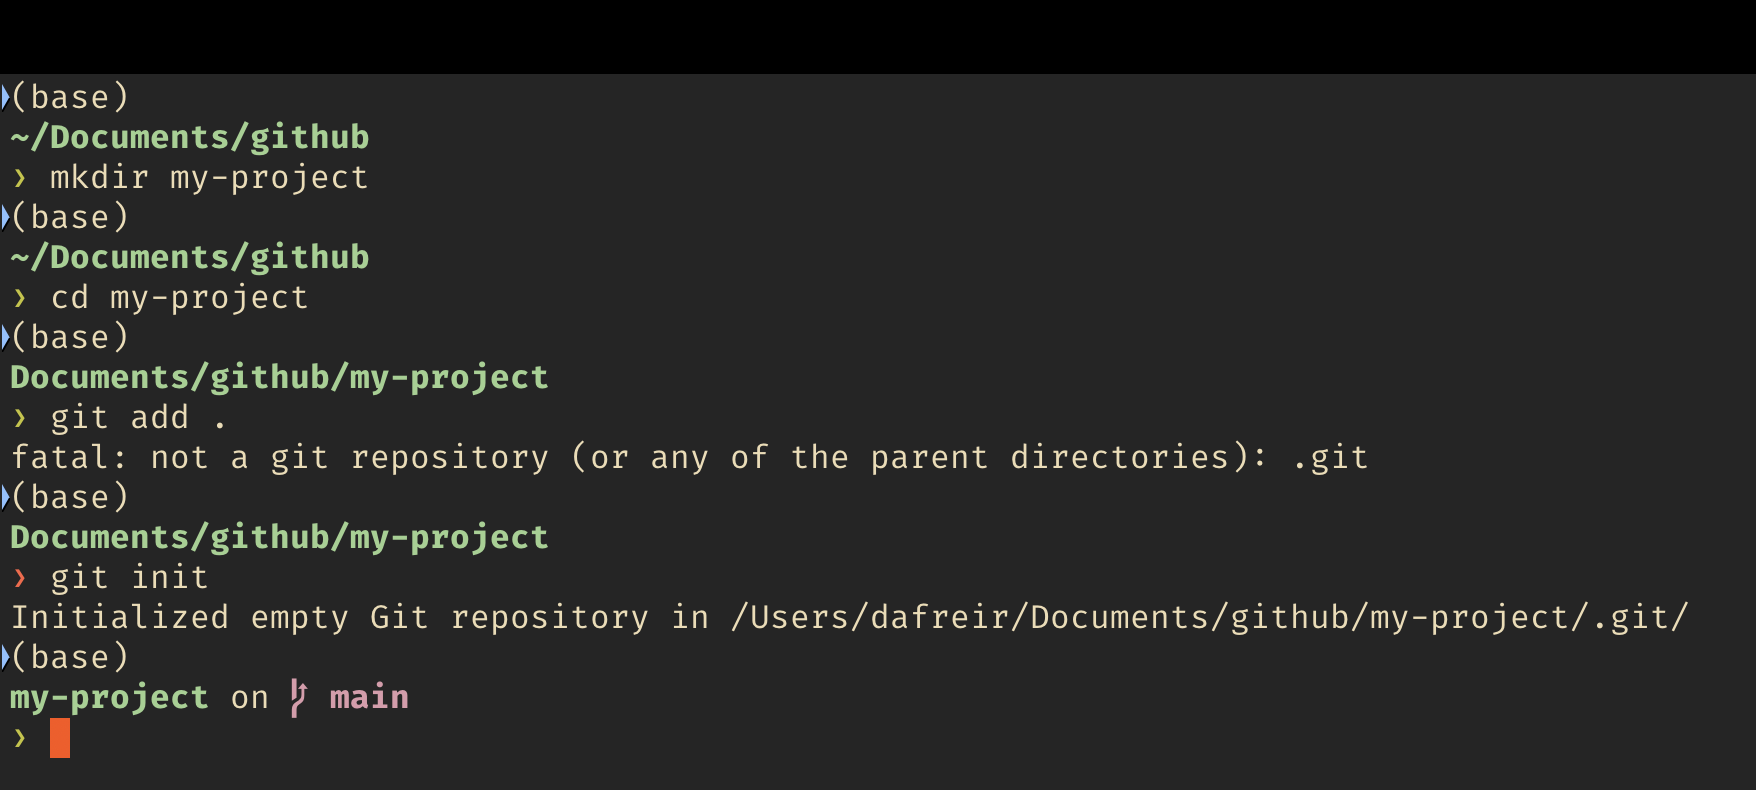 (base)
~/Documents/github
❯ mkdir my-project
(base)
~/Documents/github
❯ cd my-project
(base)
Documents/github/my-project
❯ git add .
fatal: not a git repository (or any of the parent directories): .git
(base)
Documents/github/my-project
❯ git init
Initialized empty Git repository in /Users/dafreir/Documents/github/my-project/.git/
(base)
my-project on main
❯